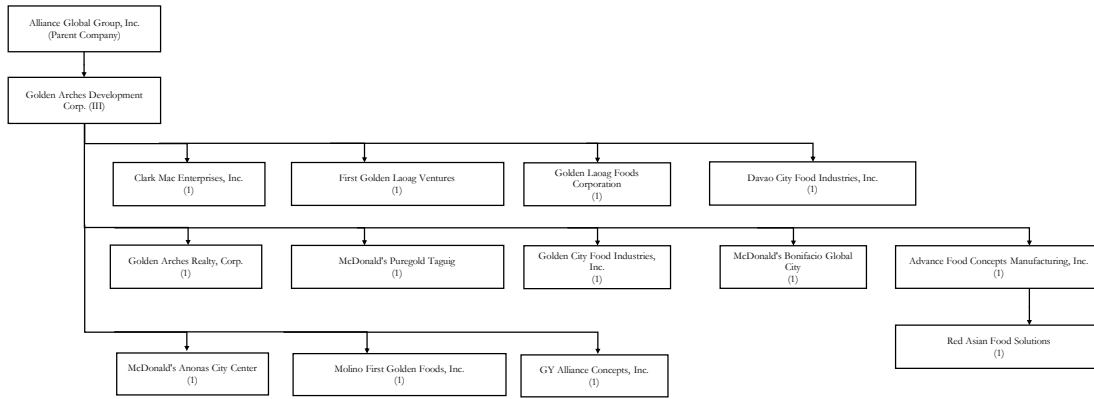 Alliance Global Group, Inc.
(Parent Company)
Golden Arches Development
Corp. (III)
Clark Mac Enterprises, Inc.
(1)
First Golden Laoag Ventures
(1)
Golden Laoag Foods
Corporation
(1)
Davao City Food Industries, Inc.
(1)
Golden Arches Realty, Corp.
(1)
McDonald's Puregold Taguig
(1)
Golden City Food Industries,
Inc.
(1)
McDonald's Bonifacio Global
City
(1)
Advance Food Concepts Manufacturing, Inc.
(1)
Red Asian Food Solutions
(1)
McDonald's Anonas City Center
(1)
Molino First Golden Foods, Inc.
(1)
GY Alliance Concepts, Inc.
(1)